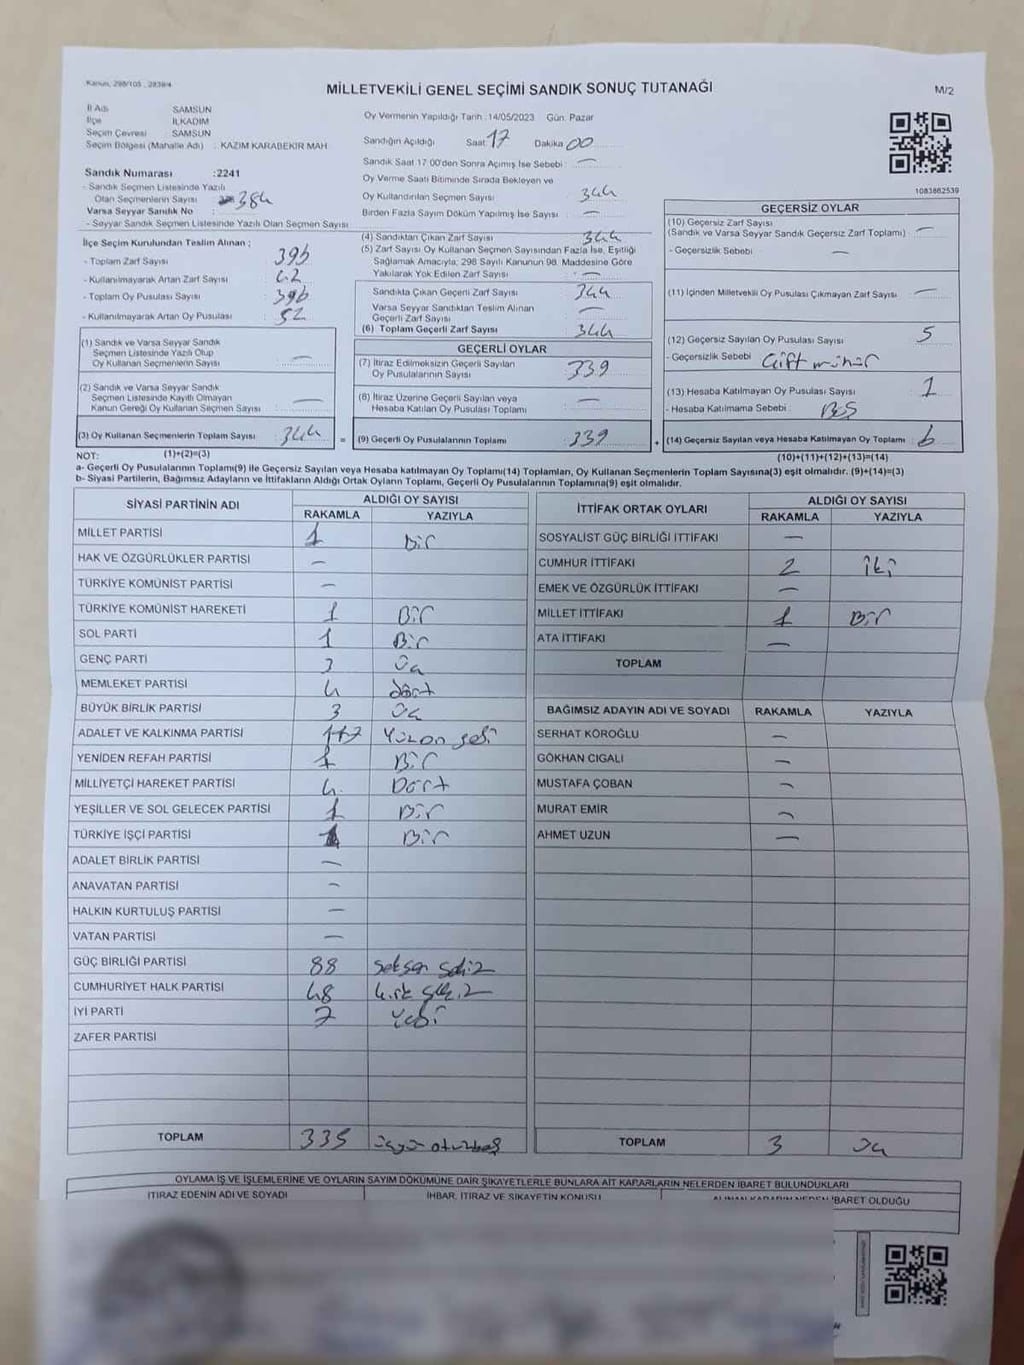 Kanun, 298/105 , 2839/4
MİLLETVEKİLİ GENEL SEÇİMİ SANDIK SONUÇ TUTANAĞI
M/2
İl Adı SAMSUN
İlçe İLKADIM
Seçim Çevresi SAMSUN
Seçim Bölgesi (Mahalle Adı) : KAZIM KARABEKIR MAH
Sandık Numarası :2241
- Sandık Seçmen Listesinde Yazılı
Olan Seçmenlerin Sayısı 384
Varsa Seyyar Sandık No :
- Seyyar Sandık Seçmen Listesinde Yazılı Olan Seçmen Sayısı
Oy Vermenin Yapıldığı Tarih : 14/05/2023 Gün. Pazar
Sandığın Açıldığı Saat 17 Dakika 00
Sandık Saat 17:00'den Sonra Açmış İse Sebebi : —
Oy Verme Saati Bitiminde Sırada Bekleyen ve
Oy Kullandırılan Seçmen Sayısı 344
Birden Fazla Sayım Döküm Yapılmış İse Sayısı —
1083862539
İlçe Seçim Kurulundan Teslim Alınan ;
- Toplam Zarf Sayısı 396
- Kullanılmayarak Artan Zarf Sayısı
- Toplam Oy Pusulası Sayısı 396
- Kullanılmayarak Artan Oy Pusulası 52
(1) Sandık ve Varsa Seyyar Sandık
Seçmen Listesinde Yazılı Olup
Oy Kullanan Seçmenlerin Sayısı —
(2) Sandık ve Varsa Seyyar Sandık
Seçmen Listesinde Kayıtlı Olmayan
Kanun Gereği Oy Kullanan Seçmen Sayısı —
(3) Oy Kullanan Seçmenlerin Toplam Sayısı 344
(4) Sandıktan Çıkan Zarf Sayısı 344
(5) Zarf Sayısı Oy Kullanan Seçmen Sayısından Fazla İse, Eşitliği
Sağlamak Amacıyla, 298 Sayılı Kanunun 98. Maddesine Göre
Yakılarak Yok Edilen Zarf Sayısı : —
Sandıkta Çıkan Geçerli Zarf Sayısı 344
Varsa Seyyar Sandıktan Teslim Alınan
Geçerli Zarf Sayısı —
(6) Toplam Geçerli Zarf Sayısı 344
GEÇERLİ OYLAR
(7) İtiraz Edilmeksizin Geçerli Sayılan
Oy Pusulalarının Sayısı 339
(8) İtiraz Üzerine Geçerli Sayılan veya
Hesaba Katılan Oy Pusulası Toplamı —
= (9) Geçerli Oy Pusulalarının Toplamı 339
GEÇERSİZ OYLAR
(10) Geçersiz Zarf Sayısı
(Sandık ve Varsa Seyyar Sandık Geçersiz Zarf Toplamı) —
- Geçersizlik Sebebi : —
(11) İçinden Milletvekili Oy Pusulası Çıkmayan Zarf Sayısı —
(12) Geçersiz Sayılan Oy Pusulası Sayısı : 5
- Geçersizlik Sebebi Çift mühür
(13) Hesaba Katılmayan Oy Pusulası Sayısı 1
- Hesaba Katılmama Sebebi : Boş
+ (14) Geçersiz Sayılan veya Hesaba Katılmayan Oy Toplamı 6
NOT: (1)+(2)=(3)
(10)+(11)+(12)+(13)=(14)
a- Geçerli Oy Pusulalarının Toplamı(9) ile Geçersiz Sayılan veya Hesaba katılmayan Oy Toplamı(14) Toplamları, Oy Kullanan Seçmenlerin Toplam Sayısına(3) eşit olmalıdır. (9)+(14)=(3)
b- Siyasi Partilerin, Bağımsız Adayların ve İttifakların Aldığı Ortak Oyların Toplamı, Geçerli Oy Pusulalarının Toplamına(9) eşit olmalıdır.
SİYASİ PARTİNİN ADI ALDIĞI OY SAYISI
RAKAMLA YAZIYLA
MİLLET PARTİSİ 1 bir
HAK VE ÖZGÜRLÜKLER PARTİSİ —
TÜRKİYE KOMÜNİST PARTİSİ —
TÜRKİYE KOMÜNİST HAREKETİ 1 Bir
SOL PARTİ 1 Bir
GENÇ PARTİ 3 Üç
MEMLEKET PARTİSİ 4 dört
BÜYÜK BİRLİK PARTİSİ 3 Üç
ADALET VE KALKINMA PARTİSİ
YENİDEN REFAH PARTİSİ 1 Bir
MİLLİYETÇİ HAREKET PARTİSİ 4 Dört
YEŞİLLER VE SOL GELECEK PARTİSİ 1 Bir
TÜRKİYE İŞÇİ PARTİSİ 1 Bir
ADALET BİRLİK PARTİSİ —
ANAVATAN PARTİSİ —
HALKIN KURTULUŞ PARTİSİ —
VATAN PARTİSİ —
GÜÇ BİRLİĞİ PARTİSİ 88 seksen sekiz
CUMHURİYET HALK PARTİSİ 48 kırk sekiz
İYİ PARTİ 7 Yedi
ZAFER PARTİSİ
TOPLAM 335 üçyüz otuzbeş
İTTİFAK ORTAK OYLARI ALDIĞI OY SAYISI
RAKAMLA YAZIYLA
SOSYALİST GÜÇ BİRLİĞİ İTTİFAKI —
CUMHUR İTTİFAKI 2 iki
EMEK VE ÖZGÜRLÜK İTTİFAKI —
MİLLET İTTİFAKI 1 Bir
ATA İTTİFAKI —
TOPLAM
BAĞIMSIZ ADAYIN ADI VE SOYADI RAKAMLA YAZIYLA
SERHAT KÖROĞLU —
GÖKHAN CIGALI —
MUSTAFA ÇOBAN —
MURAT EMİR —
AHMET UZUN —
TOPLAM 3 üç
OYLAMA İŞ VE İŞLEMLERİNE VE OYLARIN SAYIM DÖKÜMÜNE DAİR ŞİKAYETLERLE BUNLARA AİT KARARLARIN NELERDEN İBARET BULUNDUKLARI
İTİRAZ EDENİN ADI VE SOYADI İHBAR, İTİRAZ VE ŞİKAYETİN KONUSU ALINAN KARARIN NEDEN İBARET OLDUĞU